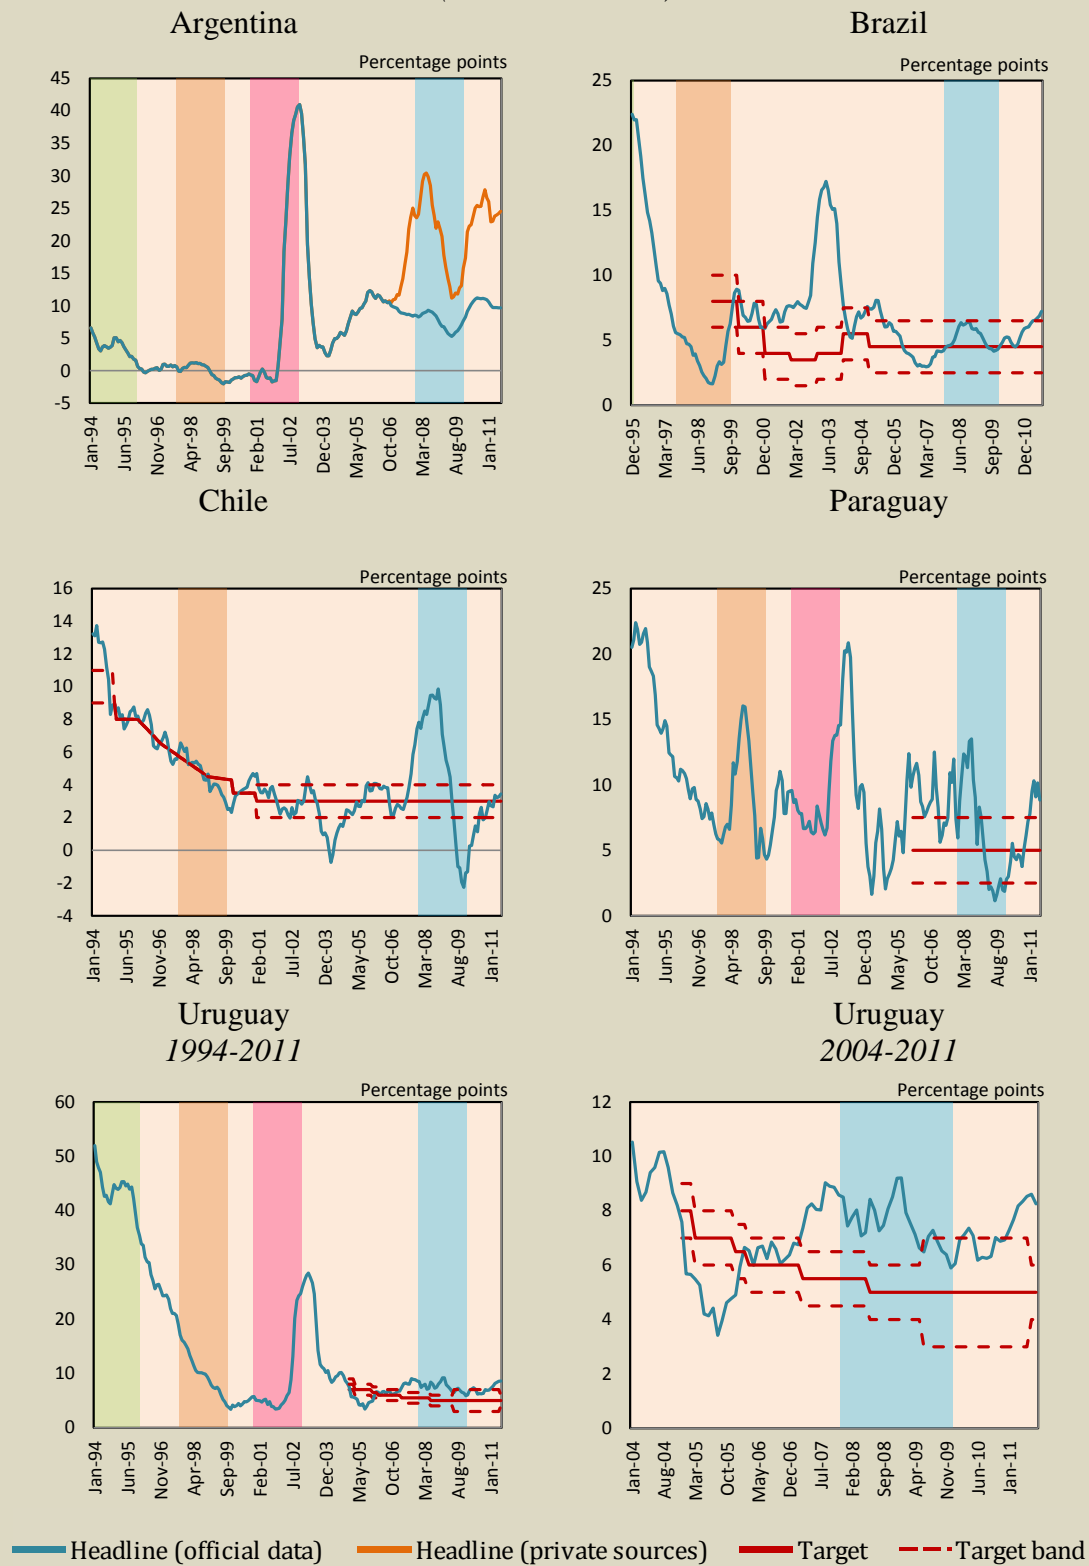 Argentina
Brazil
Percentage points
Percentage points
45
40
35
30
25
20
15
10
5
0
-5
25
20
15
10
5
0
Jan-94 Jun-95 Nov-96 Apr-98 Sep-99 Feb-01 Jul-02 Dec-03 May-05 Oct-06 Mar-08 Aug-09 Jan-11
Dec-95 Mar-97 Jun-98 Sep-99 Dec-00 Mar-02 Jun-03 Sep-04 Dec-05 Mar-07 Jun-08 Sep-09 Dec-10
Chile
Paraguay
Percentage points
Percentage points
16
14
12
10
8
6
4
2
0
-2
-4
25
20
15
10
5
0
Jan-94 Jun-95 Nov-96 Apr-98 Sep-99 Feb-01 Jul-02 Dec-03 May-05 Oct-06 Mar-08 Aug-09 Jan-11
Jan-94 Jun-95 Nov-96 Apr-98 Sep-99 Feb-01 Jul-02 Dec-03 May-05 Oct-06 Mar-08 Aug-09 Jan-11
Uruguay
1994-2011
Uruguay
2004-2011
Percentage points
Percentage points
60
50
40
30
20
10
0
12
10
8
6
4
2
0
Jan-94 Jun-95 Nov-96 Apr-98 Sep-99 Feb-01 Jul-02 Dec-03 May-05 Oct-06 Mar-08 Aug-09 Jan-11
Jan-04 Aug-04 Mar-05 Oct-05 May-06 Dec-06 Jul-07 Feb-08 Sep-08 Apr-09 Nov-09 Jun-10 Jan-11
Headline (official data) Headline (private sources) Target Target band